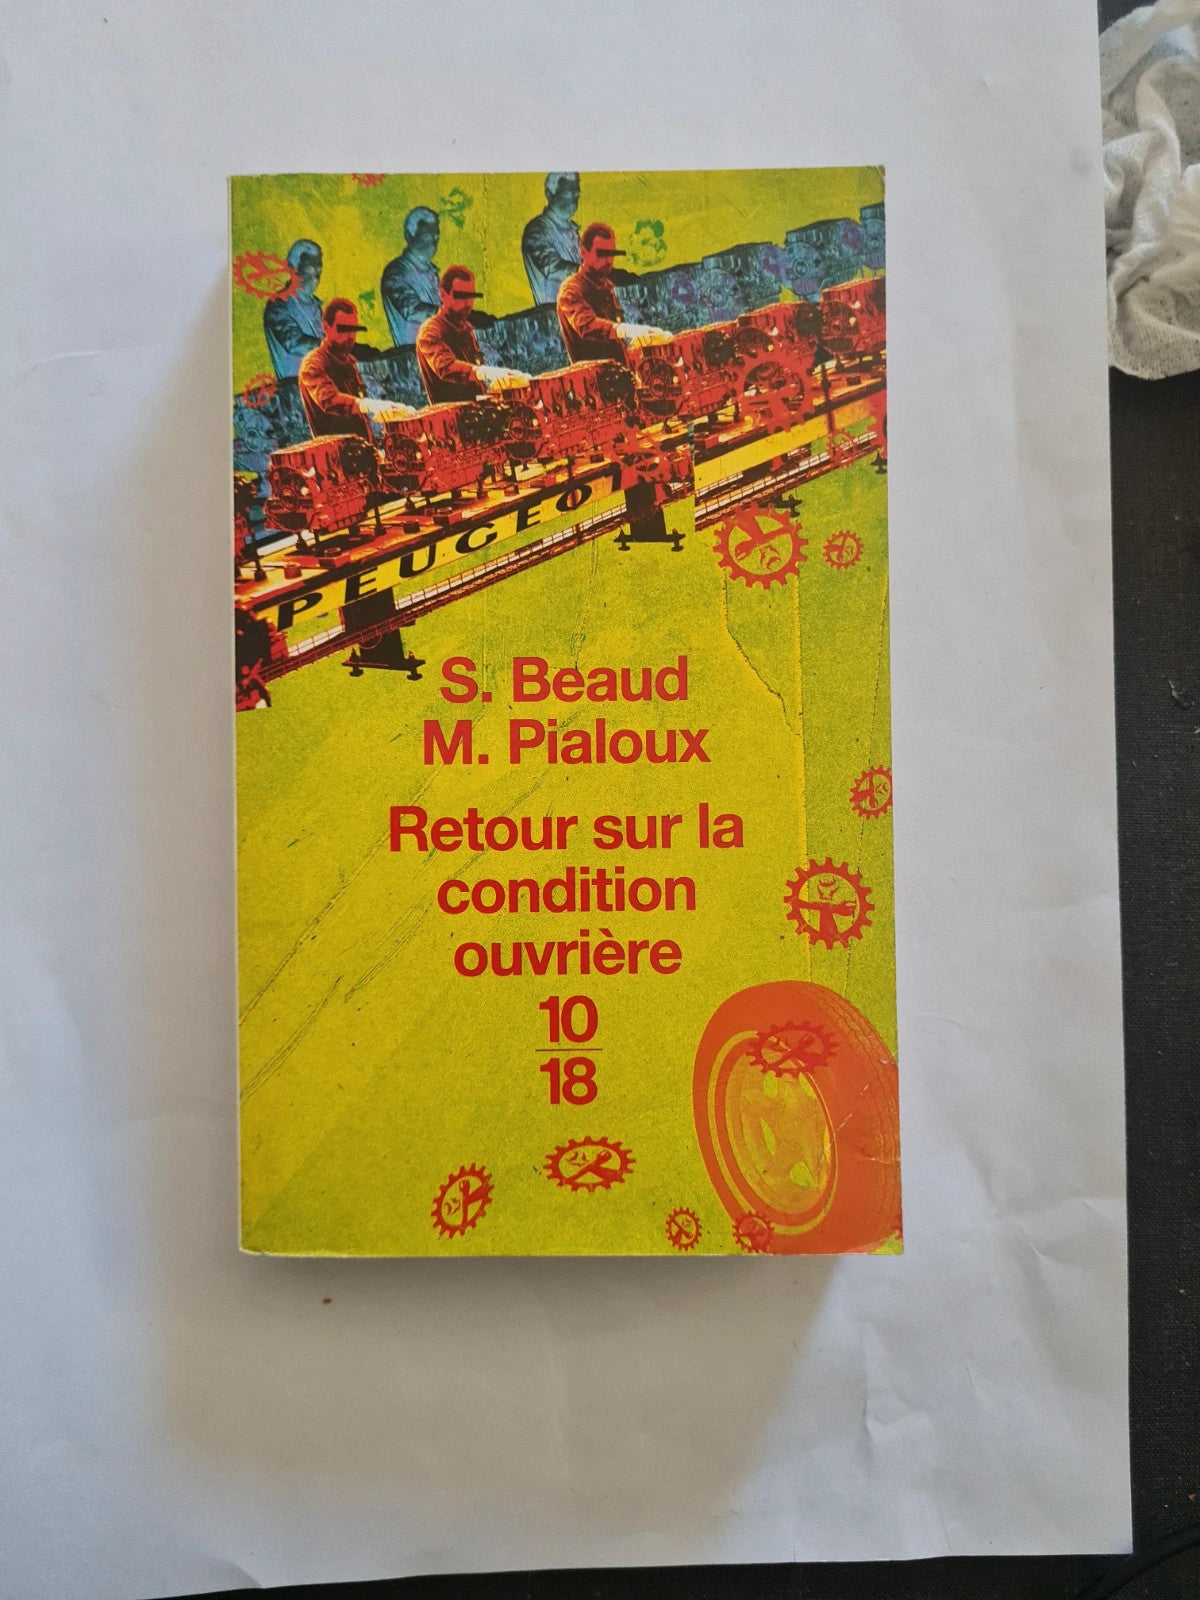 PEUGEOT
S. Beaud
M. Pialoux
Retour sur la
condition
ouvrière
10
18